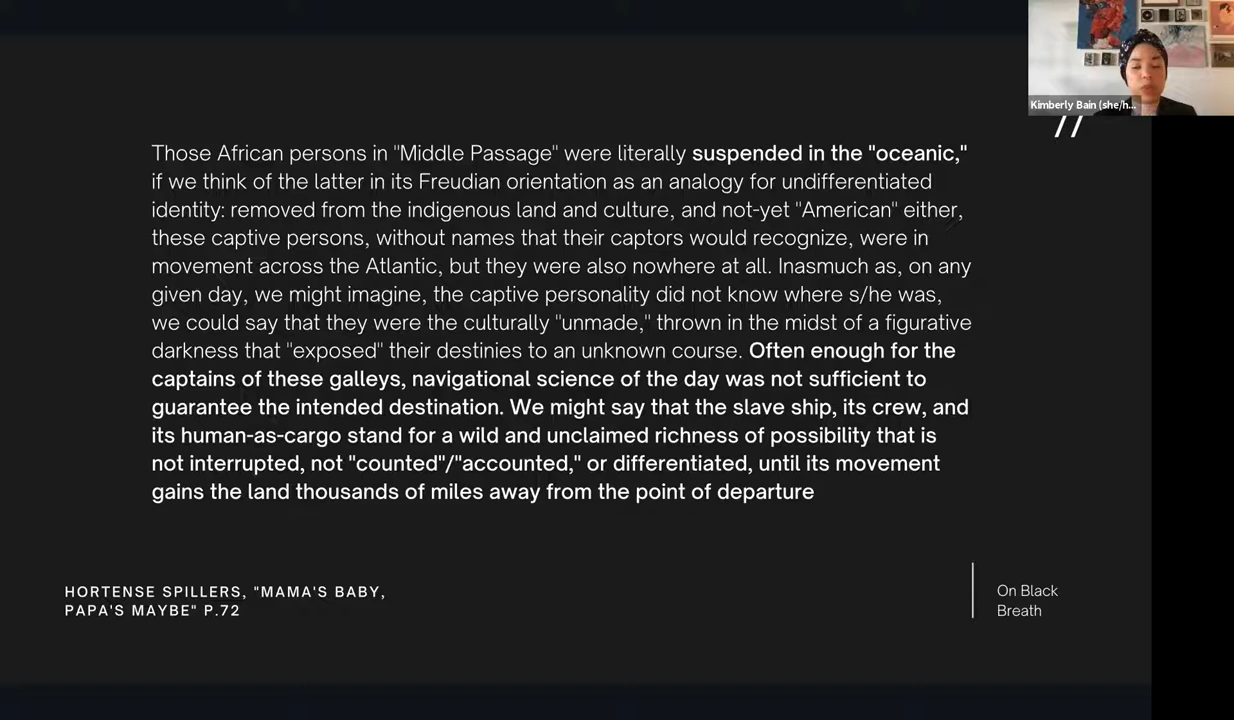 Kimberly Bain (she/h...
Those African persons in "Middle Passage" were literally suspended in the "oceanic,"
if we think of the latter in its Freudian orientation as an analogy for undifferentiated
identity: removed from the indigenous land and culture, and not-yet "American" either,
these captive persons, without names that their captors would recognize, were in
movement across the Atlantic, but they were also nowhere at all. Inasmuch as, on any
given day, we might imagine, the captive personality did not know where s/he was,
we could say that they were the culturally "unmade," thrown in the midst of a figurative
darkness that "exposed" their destinies to an unknown course. Often enough for the
captains of these galleys, navigational science of the day was not sufficient to
guarantee the intended destination. We might say that the slave ship, its crew, and
its human-as-cargo stand for a wild and unclaimed richness of possibility that is
not interrupted, not "counted"/"accounted," or differentiated, until its movement
gains the land thousands of miles away from the point of departure
HORTENSE SPILLERS, "MAMA'S BABY,
PAPA'S MAYBE" P.72
On Black
Breath